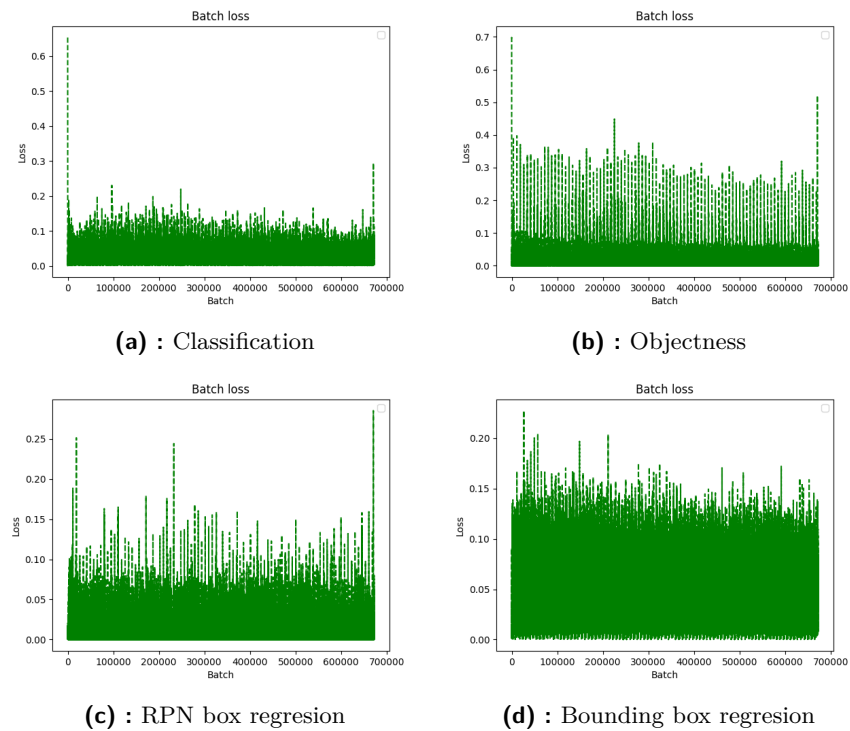 Batch loss
Batch loss
0.6
0.5
0.4
0.3
0.2
0.1
0.0
Loss
0 100000 200000 300000 400000 500000 600000 700000
Batch
0.7
0.6
0.5
0.4
0.3
0.2
0.1
0.0
Loss
0 100000 200000 300000 400000 500000 600000 700000
Batch
(a) : Classification
(b) : Objectness
Batch loss
Batch loss
0.25
0.20
0.15
0.10
0.05
0.00
Loss
0 100000 200000 300000 400000 500000 600000 700000
Batch
0.20
0.15
0.10
0.05
0.00
Loss
0 100000 200000 300000 400000 500000 600000 700000
Batch
(c) : RPN box regresion
(d) : Bounding box regresion